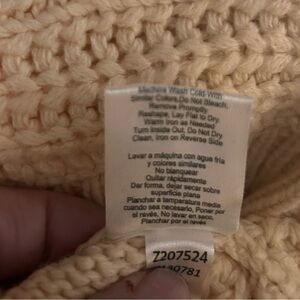 Machine Wash Cold-With
Similar Colors,Do Not Bleach,
Remove Promptly
Reshape, Lay Flat to Dry.
Warm Iron as Needed
Turn Inside Out, Do Not Dry
Clean, Iron on Reverse Side
Lavar a máquina con agua fria
y colores similares
No blanquear
Quitar rápidamente
Dar forma, dejar secar sobre
superficie plana
Planchar a temperatura media
cuando sea necesario, Poner por
el revés, No lavar en seco,
Planchar por el revés.
7207524